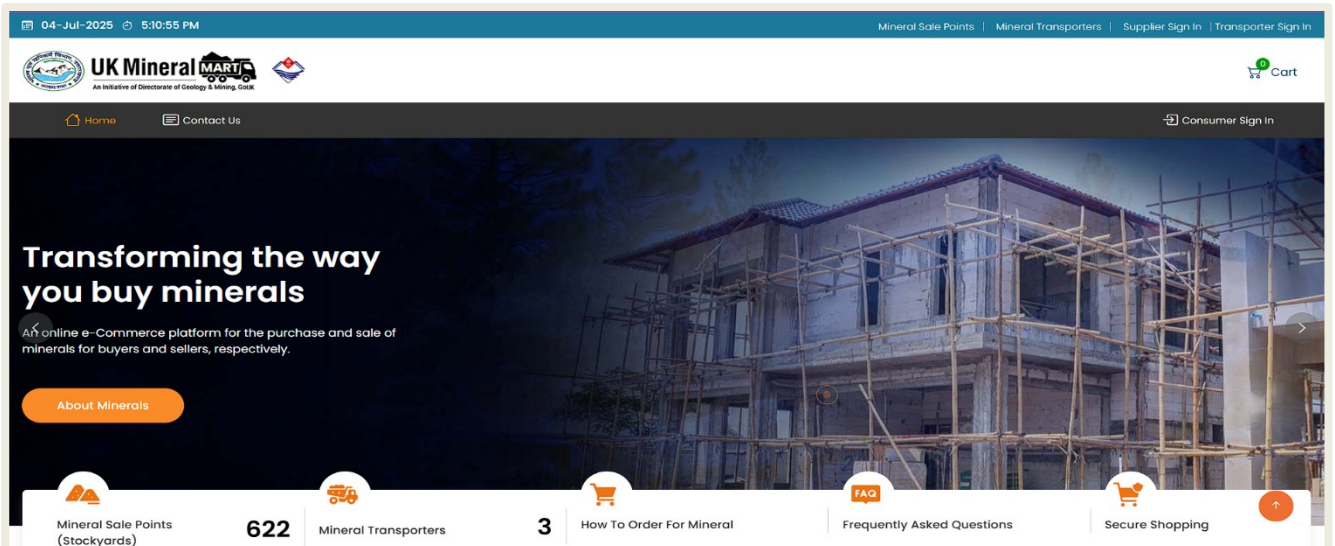 04-Jul-2025 5:10:55 PM
Mineral Sale Points | Mineral Transporters | Supplier Sign In | Transporter Sign In
UK Mineral MART
An Initiative of Directorate of Geology & Mining, GoUK
0
Cart
Home
Contact Us
Consumer Sign In
Transforming the way
you buy minerals
An online e-Commerce platform for the purchase and sale of
minerals for buyers and sellers, respectively.
About Minerals
Mineral Sale Points
(Stockyards)
622
Mineral Transporters
3
How To Order For Mineral
FAQ
Frequently Asked Questions
Secure Shopping